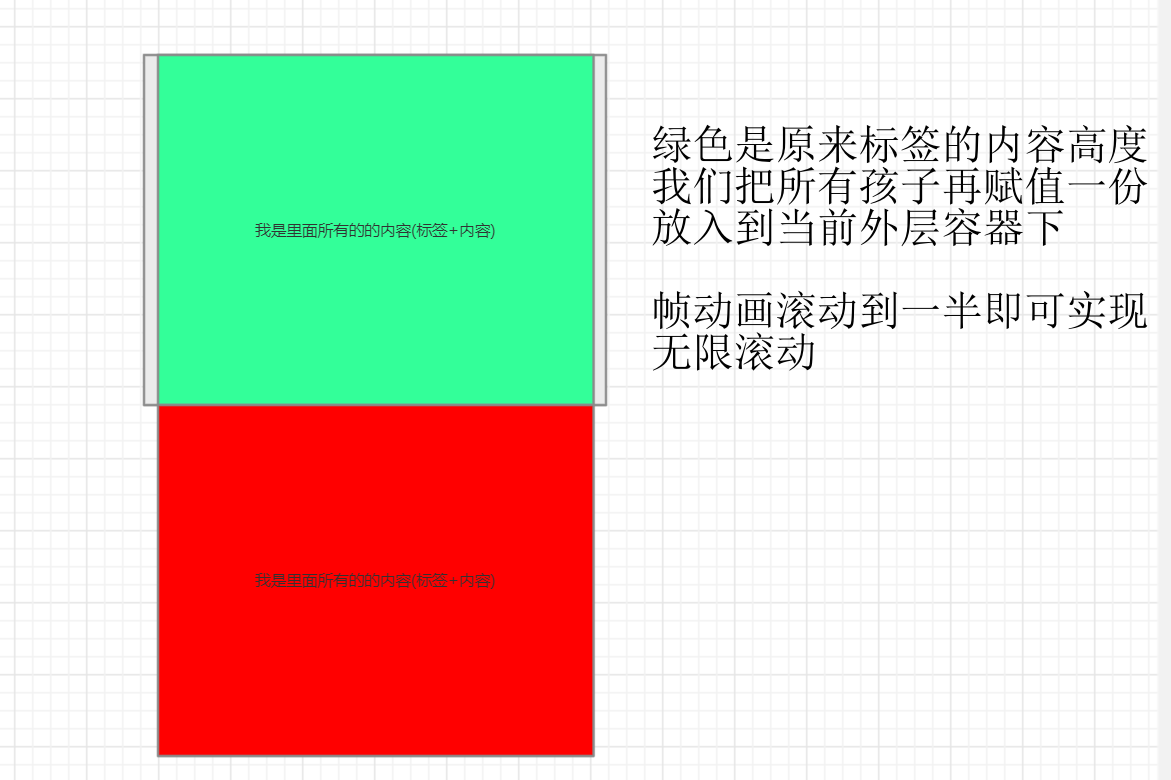 我是里面所有的的内容(标签+内容)
绿色是原来标签的内容高度
我们把所有孩子再赋值一份
放入到当前外层容器下
帧动画滚动到一半即可实现
无限滚动
我是里面所有的的内容(标签+内容)